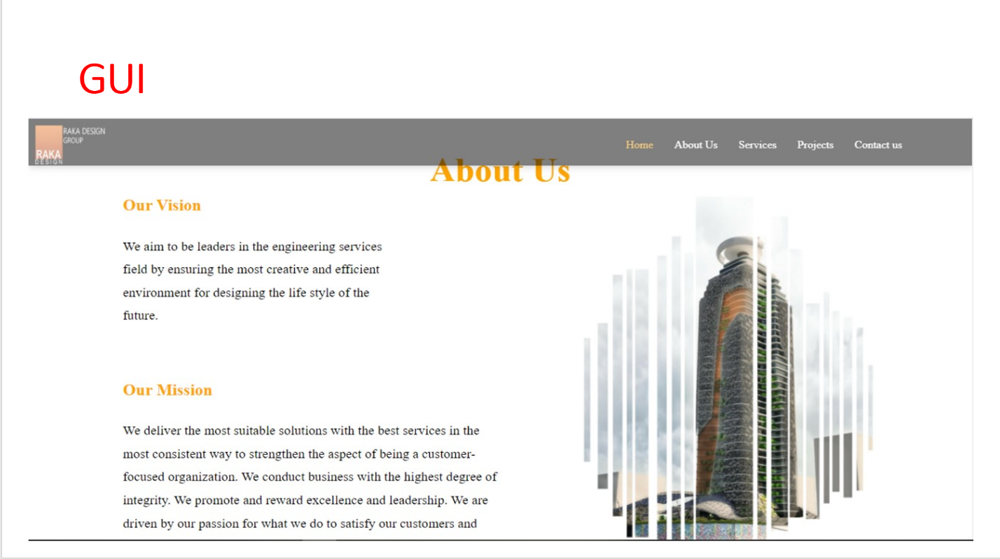 GUI
RAKA DESIGN
GROUP
RAKA
DESIGN
Home About Us Services Projects Contact us
About Us
Our Vision
We aim to be leaders in the engineering services
field by ensuring the most creative and efficient
environment for designing the life style of the
future.
Our Mission
We deliver the most suitable solutions with the best services in the
most consistent way to strengthen the aspect of being a customer-
focused organization. We conduct business with the highest degree of
integrity. We promote and reward excellence and leadership. We are
driven by our passion for what we do to satisfy our customers and